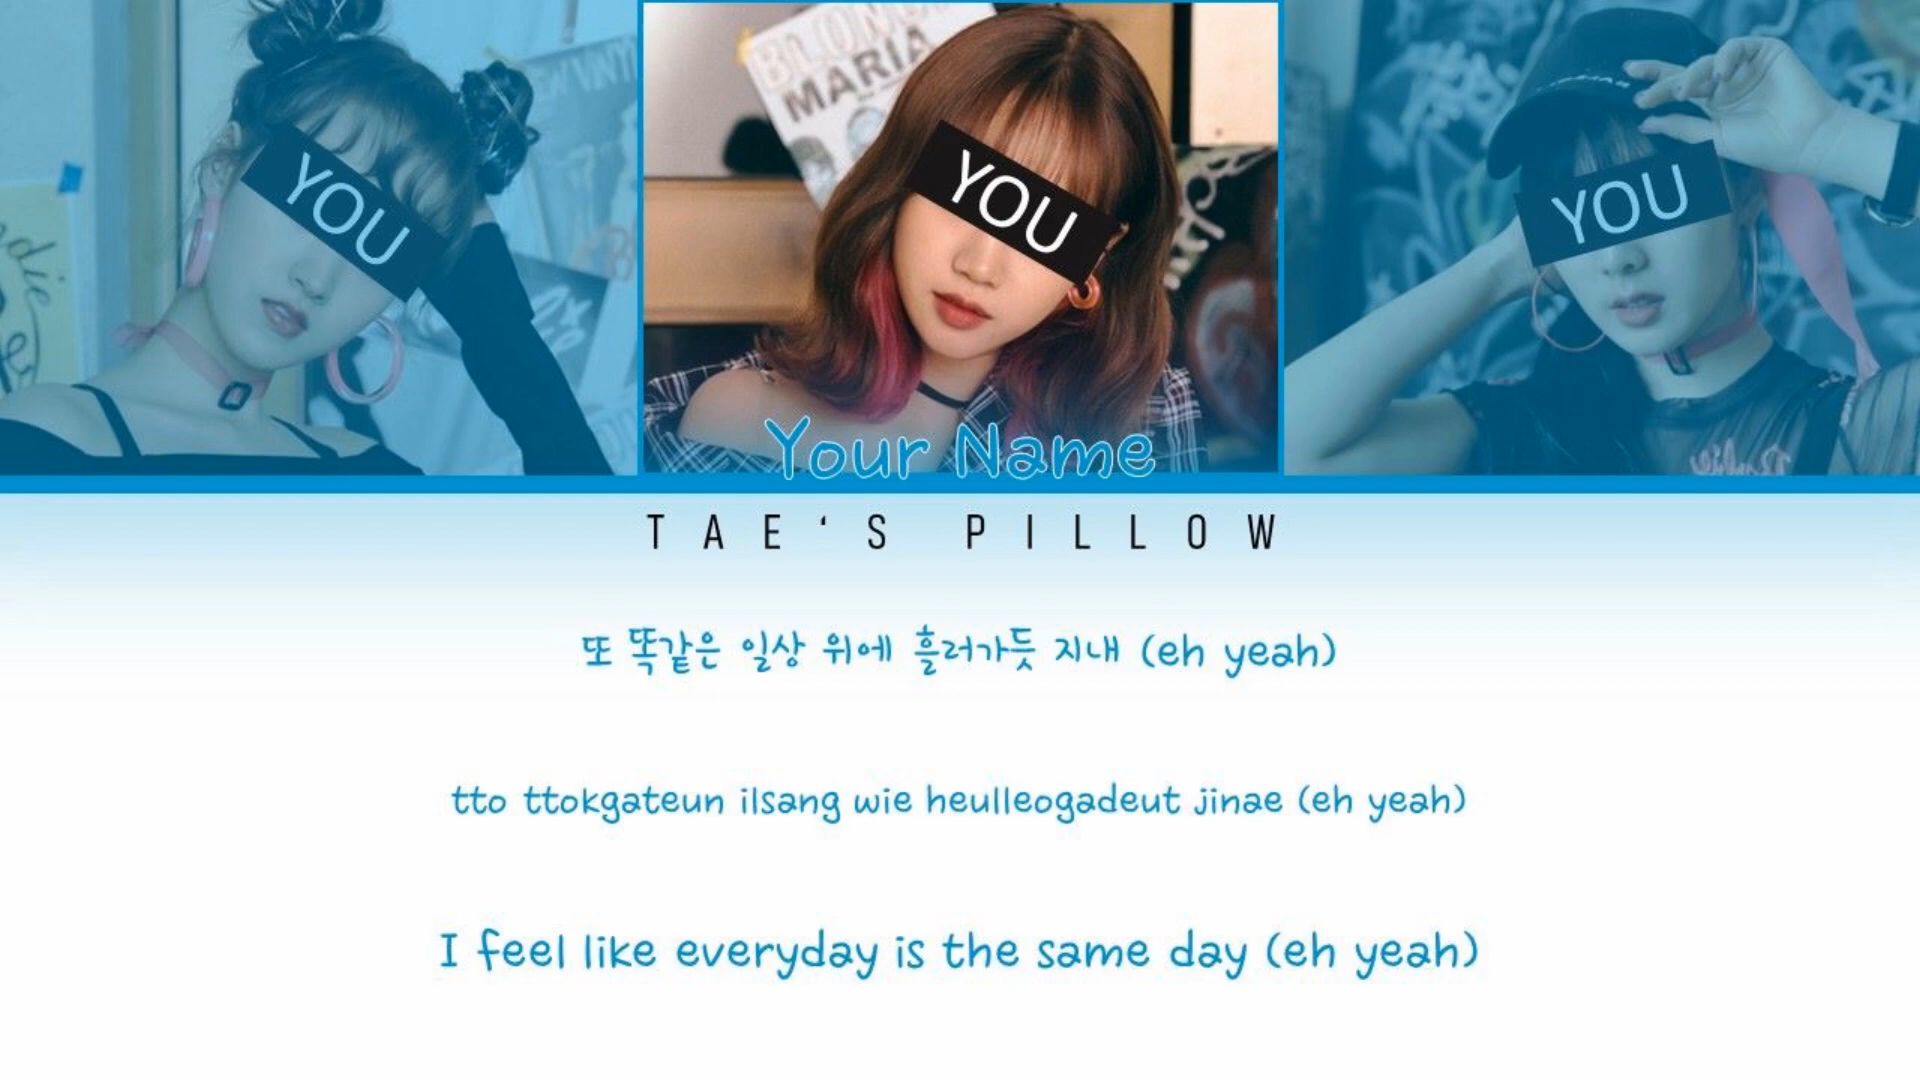 BLOND
MARIA
YOU
YOU
YOU
Your Name
TAE'S PILLOW
또 똑같은 일상 위에 흘러가듯 지내 (eh yeah)
tto ttokgateun ilsang wie heulleogadeut jinae (eh yeah)
I feel like everyday is the same day (eh yeah)